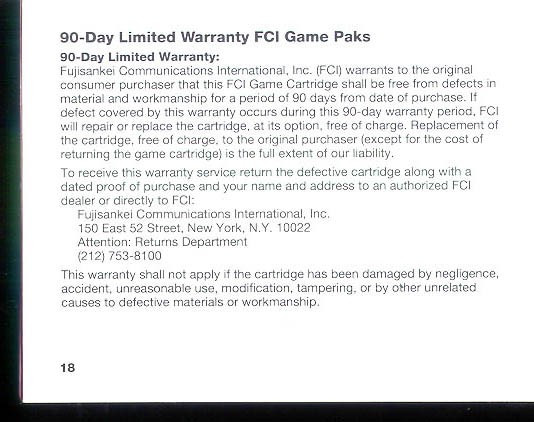 90-Day Limited Warranty FCI Game Paks
90-Day Limited Warranty:
Fujisankei Communications International, Inc. (FCI) warrants to the original
consumer purchaser that this FCI Game Cartridge shall be free from defects in
material and workmanship for a period of 90 days from date of purchase. If
defect covered by this warranty occurs during this 90-day warranty period, FCI
will repair or replace the cartridge, at its option, free of charge. Replacement of
the cartridge, free of charge, to the original purchaser (except for the cost of
returning the game cartridge) is the full extent of our liability.
To receive this warranty service return the defective cartridge along with a
dated proof of purchase and your name and address to an authorized FCI
dealer or directly to FCI:
Fujisankei Communications International, Inc.
150 East 52 Street, New York, N.Y. 10022
Attention: Returns Department
(212) 753-8100
This warranty shall not apply if the cartridge has been damaged by negligence,
accident, unreasonable use, modification, tampering, or by other unrelated
causes to defective materials or workmanship.
18